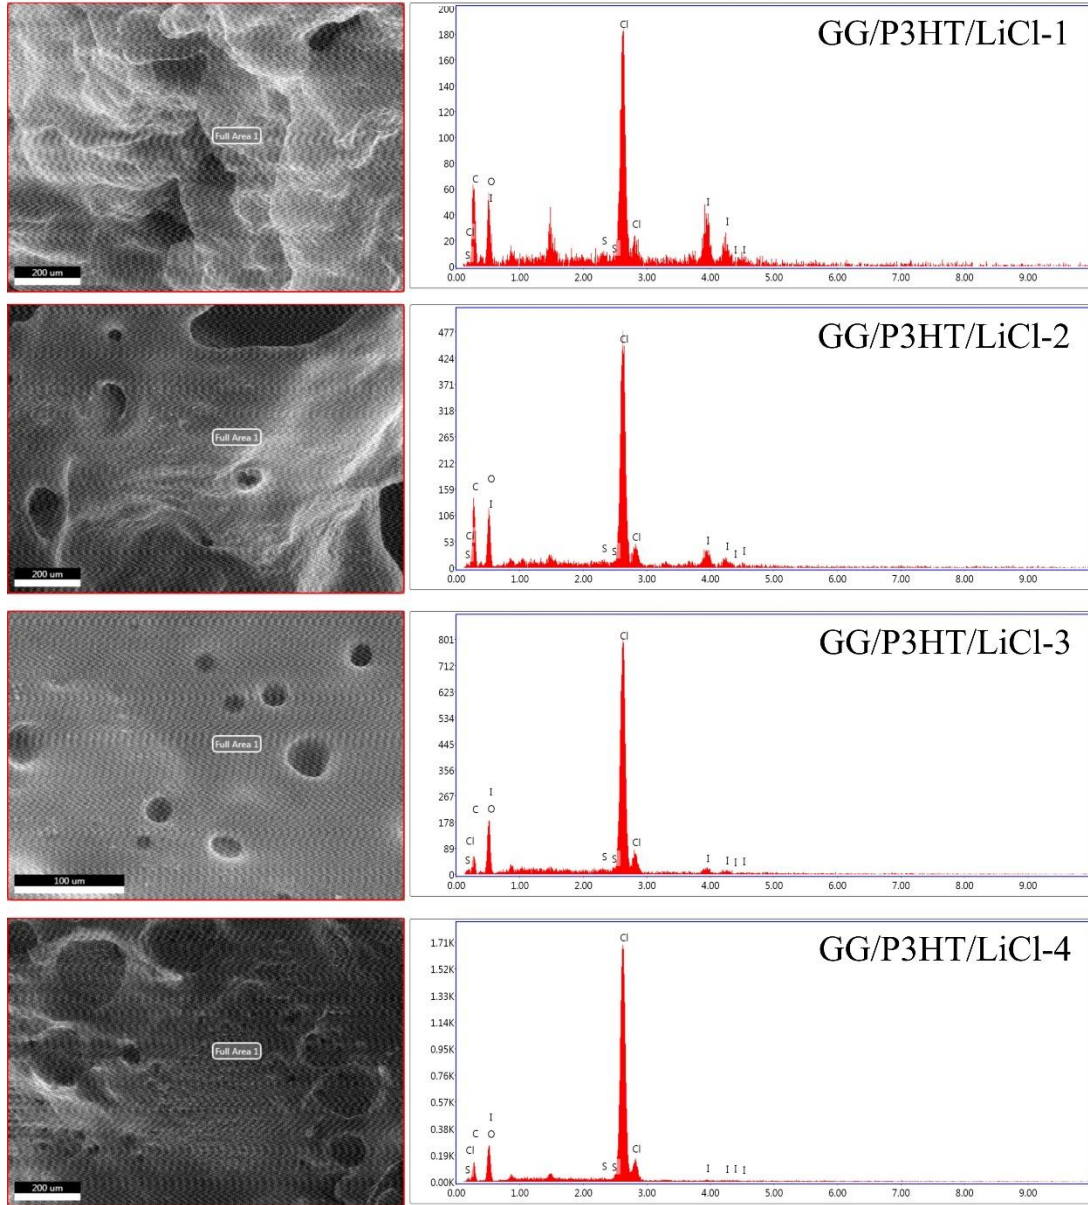 GG/P3HT/LiCl-1
Full Area 1
200 um
200
180
160
140
120
100
80
60
40
20
0
Cl
C
O
I
Cl
S
S
S
Cl
I
I
I
I
0.00 1.00 2.00 3.00 4.00 5.00 6.00 7.00 8.00 9.00
GG/P3HT/LiCl-2
Full Area 1
200 um
477
424
371
318
265
212
159
106
53
0
Cl
C
O
I
Cl
S
S
S
Cl
I
I
I
I
0.00 1.00 2.00 3.00 4.00 5.00 6.00 7.00 8.00 9.00
GG/P3HT/LiCl-3
Full Area 1
100 um
801
712
623
534
445
356
267
178
89
0
Cl
I
C
O
Cl
S
S
S
Cl
I
I
I
I
0.00 1.00 2.00 3.00 4.00 5.00 6.00 7.00 8.00 9.00
GG/P3HT/LiCl-4
Full Area 1
200 um
1.71K
1.52K
1.33K
1.14K
0.95K
0.76K
0.57K
0.38K
0.19K
0.00K
Cl
I
C
O
Cl
S
S
S
Cl
I
I
I
I
0.00 1.00 2.00 3.00 4.00 5.00 6.00 7.00 8.00 9.00